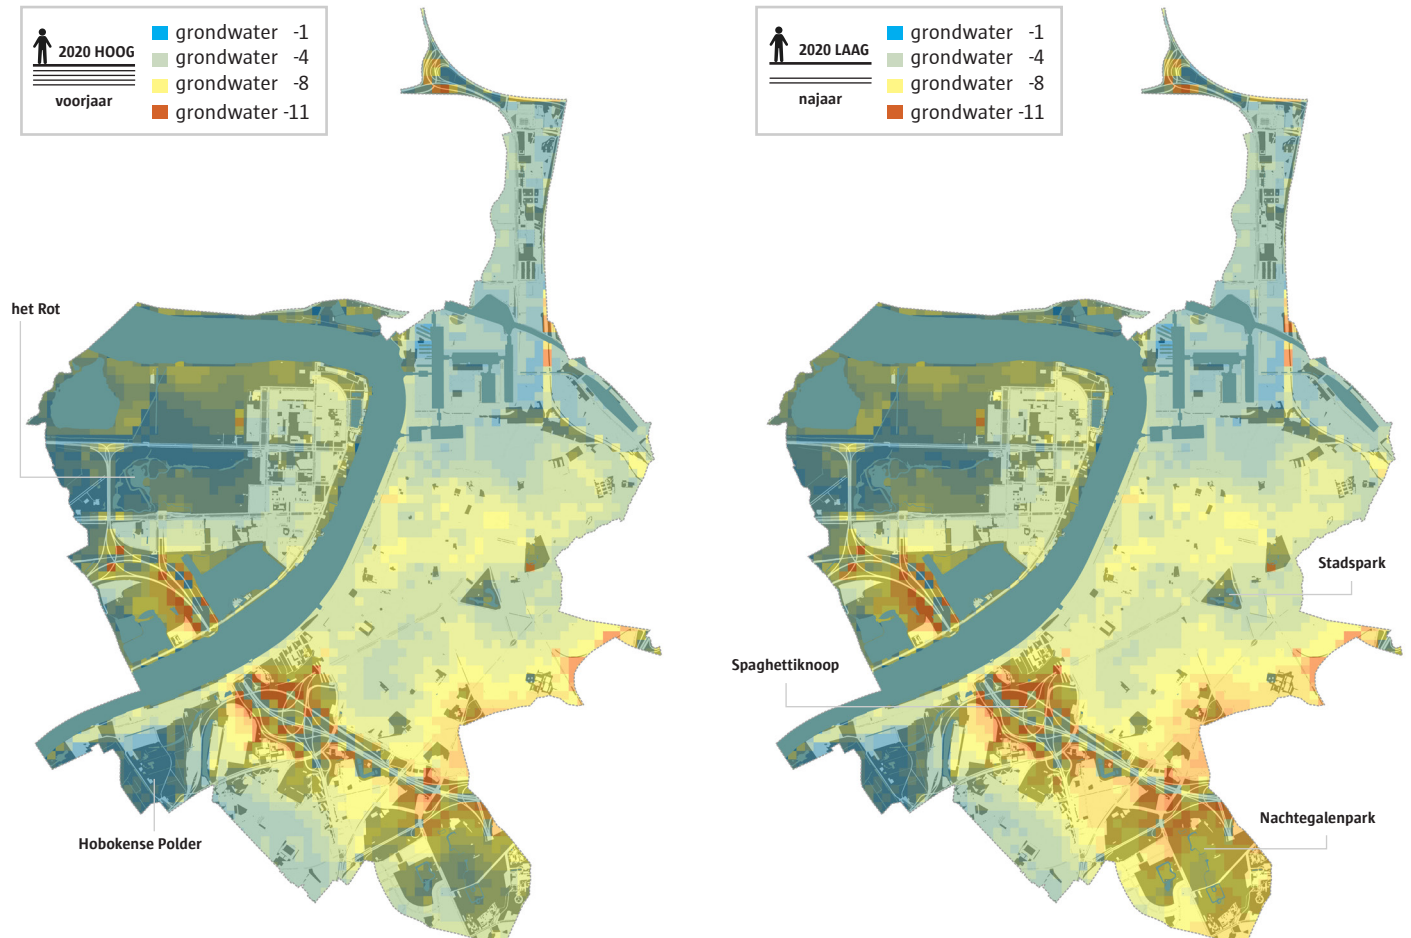 2020 HOOG
voorjaar
grondwater -1
grondwater -4
grondwater -8
grondwater -11
2020 LAAG
najaar
grondwater -1
grondwater -4
grondwater -8
grondwater -11
het Rot
Hobokense Polder
Stadspark
Spaghettiknoop
Nachtegalenpark